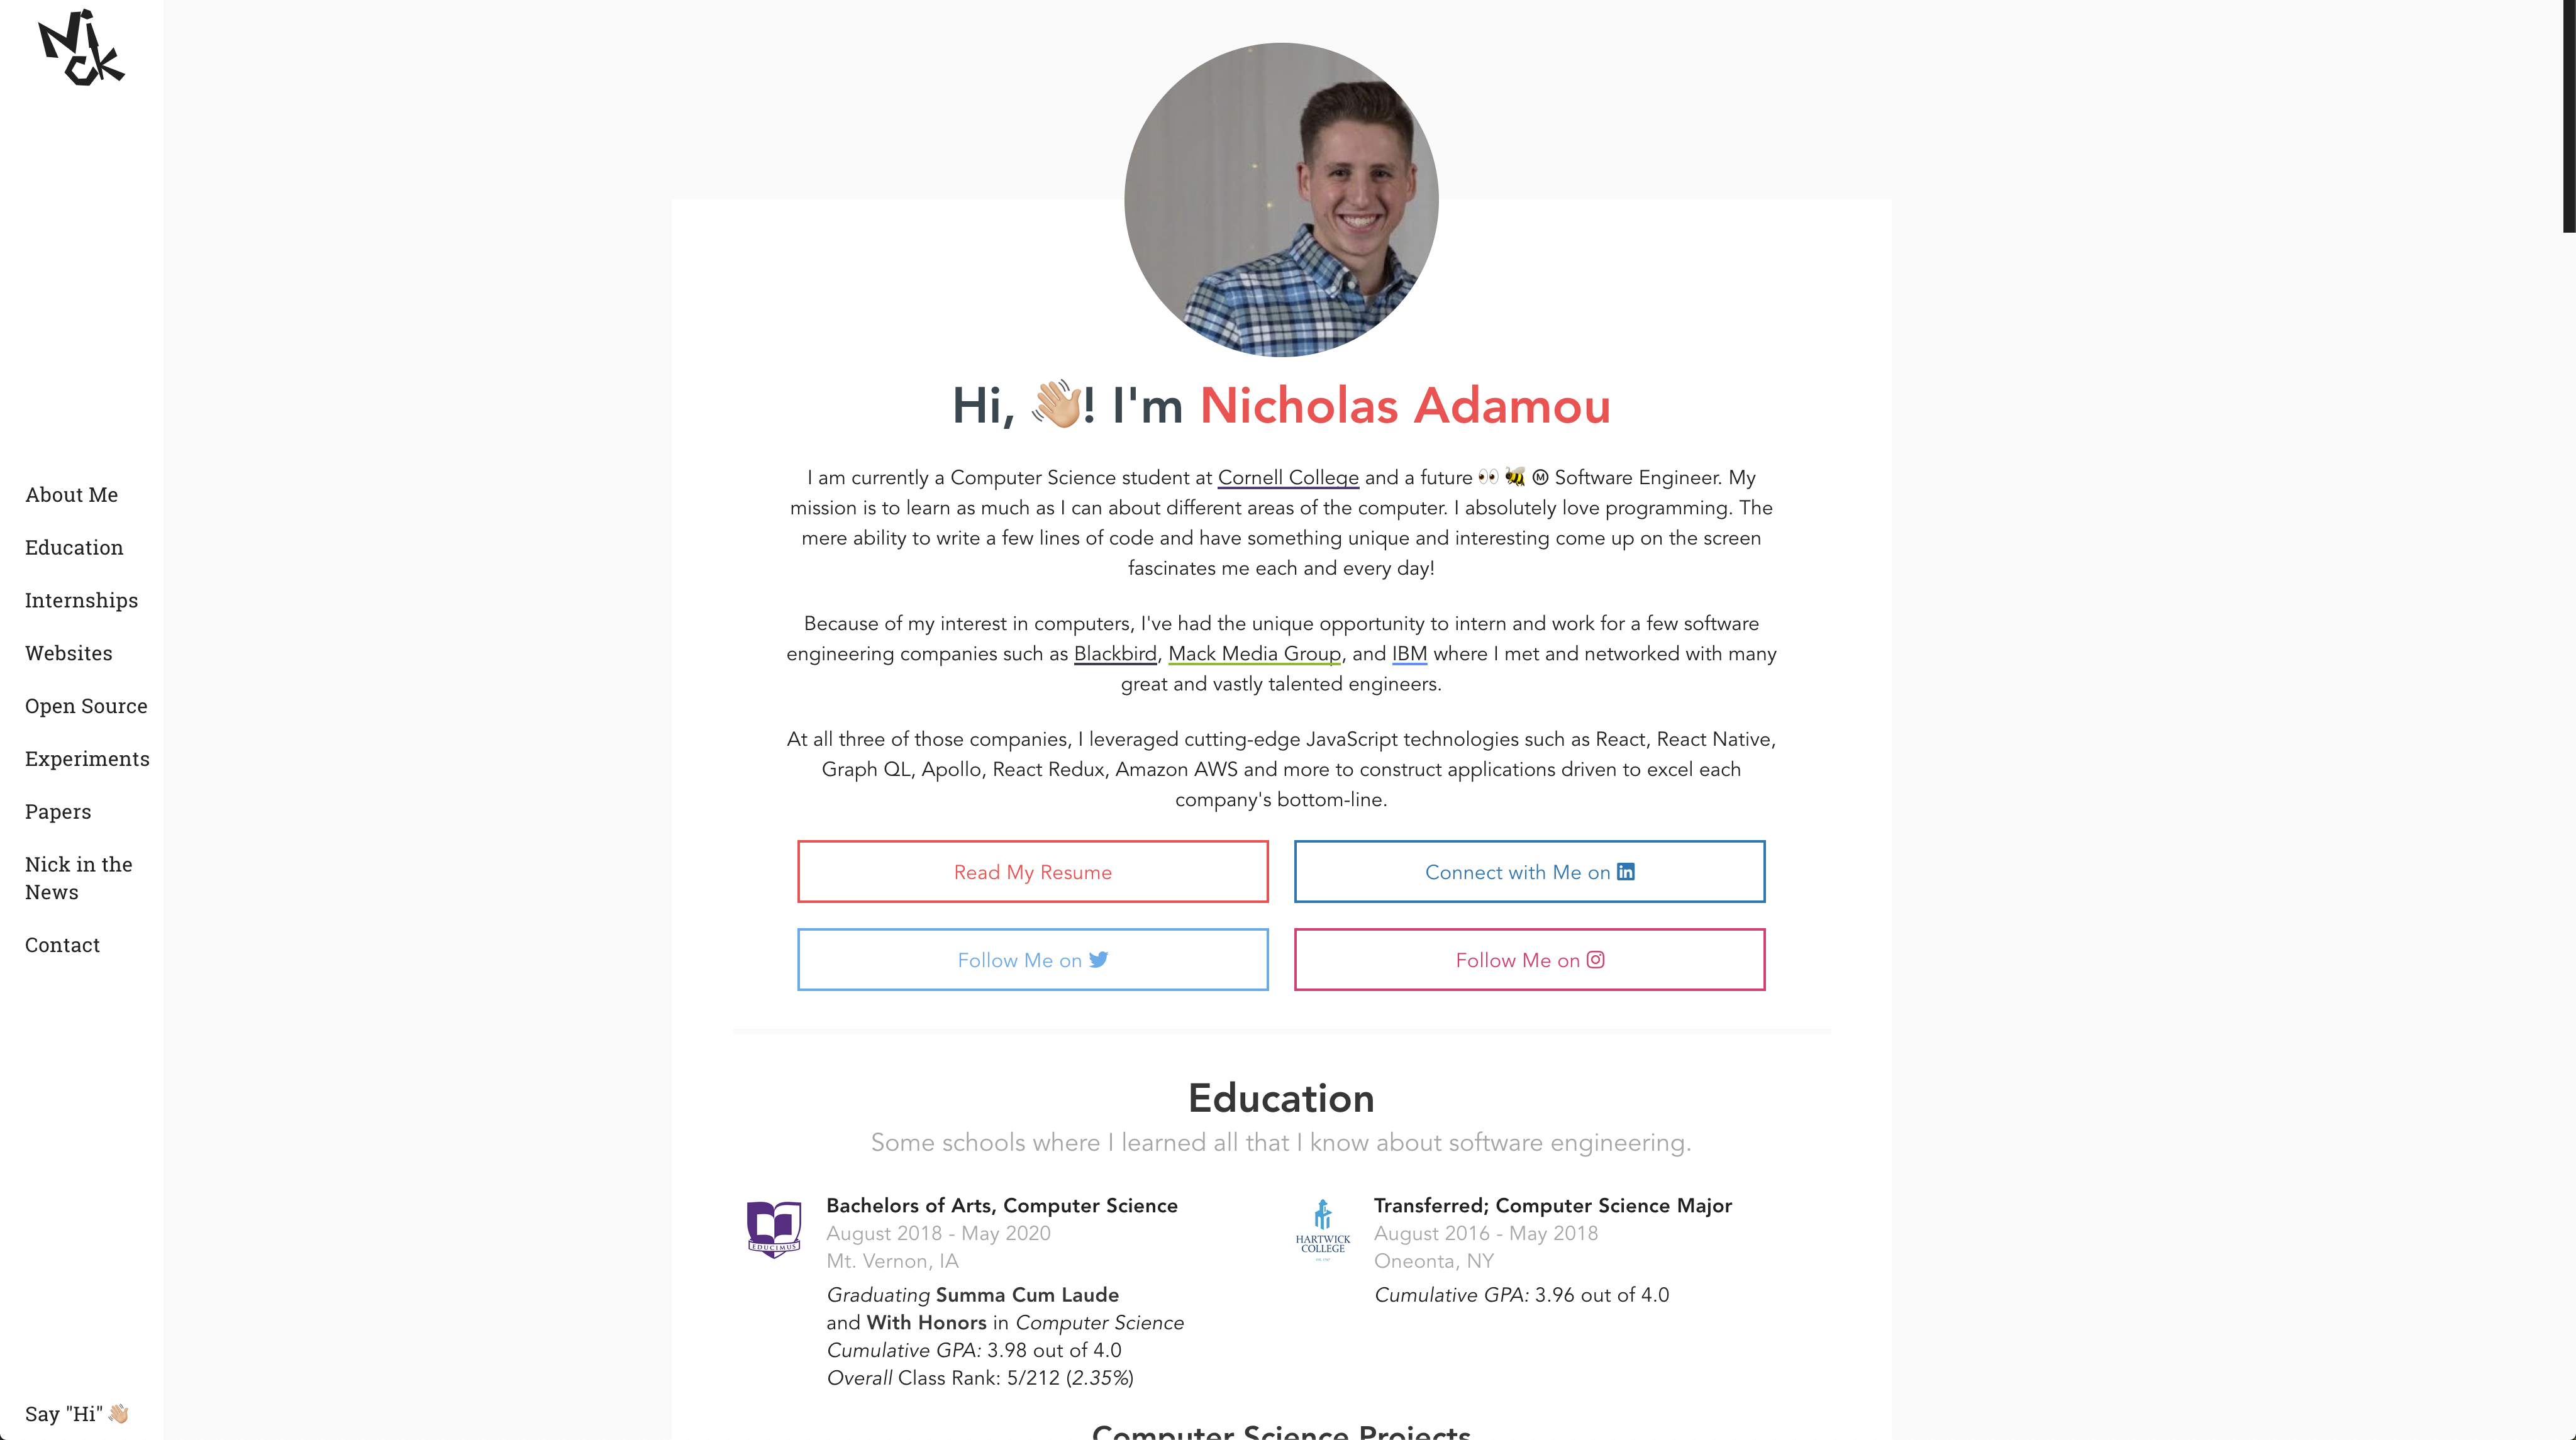 Nick
About Me
Education
Internships
Websites
Open Source
Experiments
Papers
Nick in the
News
Contact
Say "Hi" 👋🏼
Hi, 👋🏼! I'm Nicholas Adamou
I am currently a Computer Science student at Cornell College and a future 👀 🐝 Ⓜ Software Engineer. My
mission is to learn as much as I can about different areas of the computer. I absolutely love programming. The
mere ability to write a few lines of code and have something unique and interesting come up on the screen
fascinates me each and every day!
Because of my interest in computers, I've had the unique opportunity to intern and work for a few software
engineering companies such as Blackbird, Mack Media Group, and IBM where I met and networked with many
great and vastly talented engineers.
At all three of those companies, I leveraged cutting-edge JavaScript technologies such as React, React Native,
Graph QL, Apollo, React Redux, Amazon AWS and more to construct applications driven to excel each
company's bottom-line.
Read My Resume
Connect with Me on in
Follow Me on
Follow Me on
Education
Some schools where I learned all that I know about software engineering.
EDUCIMUS
Bachelors of Arts, Computer Science
August 2018 - May 2020
Mt. Vernon, IA
Graduating Summa Cum Laude
and With Honors in Computer Science
Cumulative GPA: 3.98 out of 4.0
Overall Class Rank: 5/212 (2.35%)
HARTWICK
COLLEGE
Transferred; Computer Science Major
August 2016 - May 2018
Oneonta, NY
Cumulative GPA: 3.96 out of 4.0
Computer Science Projects